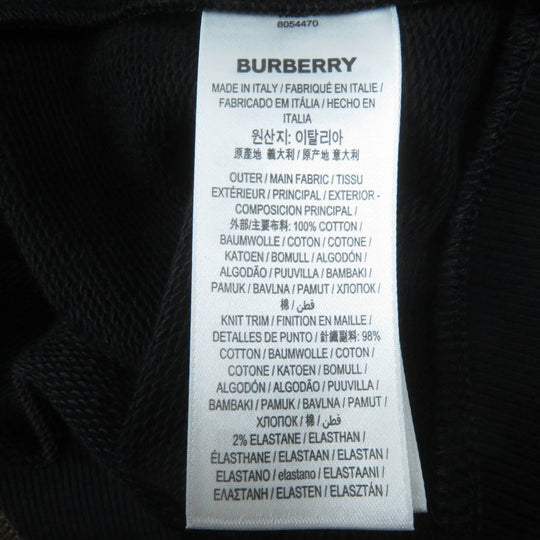 8054470
BURBERRY
MADE IN ITALY / FABRIQUÉ EN ITALIE /
FABRICADO EM ITÁLIA / HECHO EN
ITALIA
원산지: 이탈리아
原產地 義大利 / 原产地 意大利
OUTER / MAIN FABRIC / TISSU
EXTÉRIEUR / PRINCIPAL / EXTERIOR -
COMPOSICION PRINCIPAL /
外部/主要布料: 100% COTTON /
BAUMWOLLE / COTON / COTONE /
KATOEN / BOMULL / ALGODÓN /
ALGODÃO / PUUVILLA / BAMBAKI /
PAMUK / BAVLNA / PAMUT / ХЛОПОК /
棉 / قطن /
KNIT TRIM / FINITION EN MAILLE /
DETALLES DE PUNTO / 針織副料: 98%
COTTON / BAUMWOLLE / COTON /
COTONE / KATOEN / BOMULL /
ALGODÓN / ALGODÃO / PUUVILLA /
BAMBAKI / PAMUK / BAVLNA / PAMUT /
ХЛОПОК / 棉 / قطن /
2% ELASTANE / ELASTHAN /
ÉLASTHANE / ELASTAAN / ELASTAN /
ELASTANO / elastano / ELASTAANI /
ΕΛΑΣΤΑΝΗ / ELASTEN / ELASZTÁN /